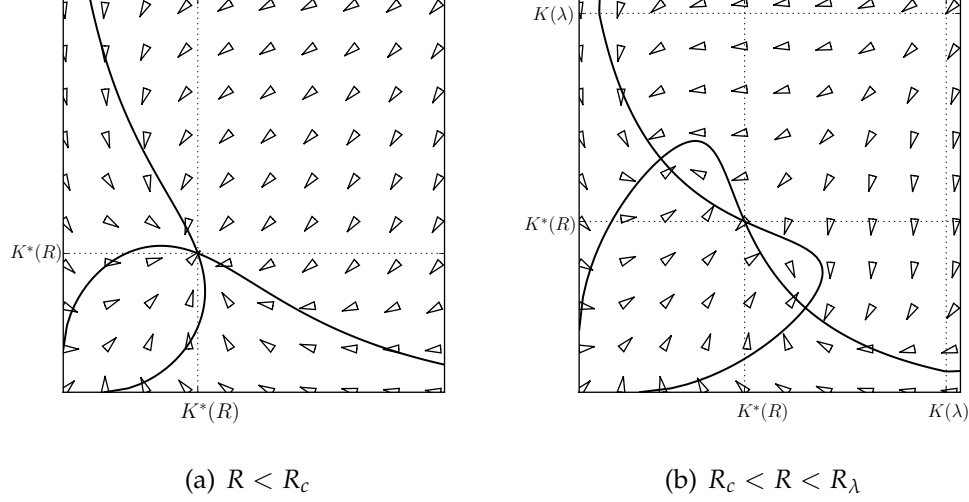 K*(R)
K*(R)
(a) R < R_c
K(λ)
K*(R)
K*(R)
K(λ)
(b) R_c < R < R_λ